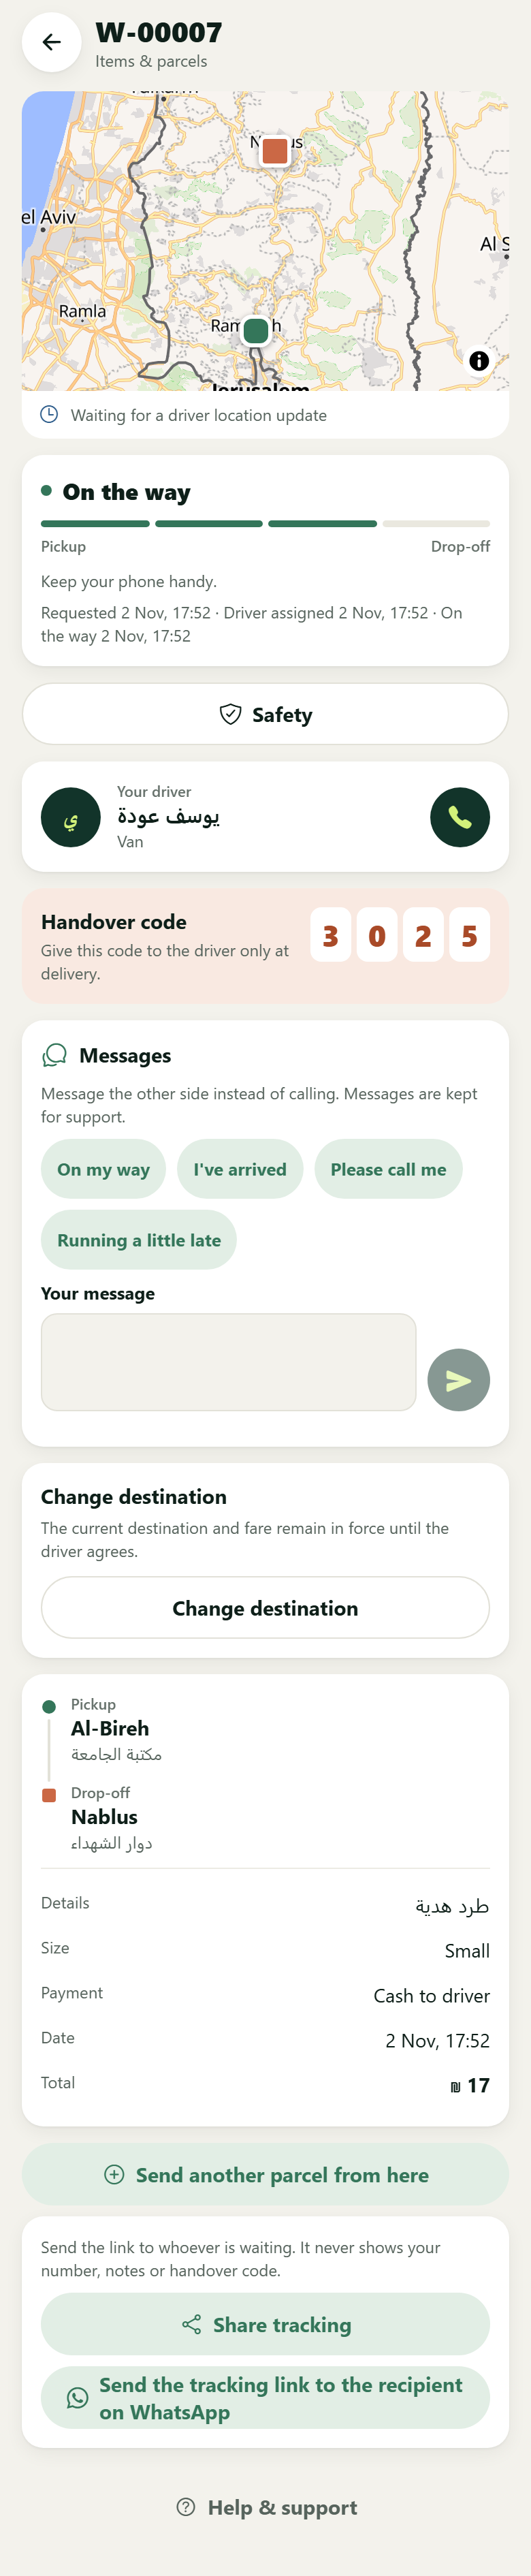 W-00007
Items & parcels
el Aviv
Ramla
Waiting for a driver location update
On the way
Pickup
Drop-off
Keep your phone handy.
Requested 2 Nov, 17:52 · Driver assigned 2 Nov, 17:52 · On
the way 2 Nov, 17:52
Safety
Your driver
ي
يوسف عودة
Van
Handover code
3 0 2 5
Give this code to the driver only at
delivery.
Messages
Message the other side instead of calling. Messages are kept
for support.
On my way
I've arrived
Please call me
Running a little late
Your message
Change destination
The current destination and fare remain in force until the
driver agrees.
Change destination
Pickup
Al-Bireh
مكتبة الجامعة
Drop-off
Nablus
دوار الشهداء
Details
طرد هدية
Size
Small
Payment
Cash to driver
Date
2 Nov, 17:52
Total
₪ 17
Send another parcel from here
Send the link to whoever is waiting. It never shows your
number, notes or handover code.
Share tracking
Send the tracking link to the recipient
on WhatsApp
Help & support